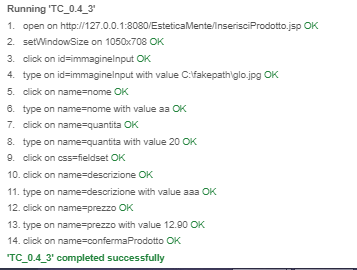 Running 'TC_0.4_3'
1. open on http://127.0.0.1:8080/EsteticaMente/InserisciProdotto.jsp OK
2. setWindowSize on 1050x708 OK
3. click on id=immagineInput OK
4. type on id=immagineInput with value C:\fakepath\glo.jpg OK
5. click on name=nome OK
6. type on name=nome with value aa OK
7. click on name=quantita OK
8. type on name=quantita with value 20 OK
9. click on css=fieldset OK
10. click on name=descrizione OK
11. type on name=descrizione with value aaa OK
12. click on name=prezzo OK
13. type on name=prezzo with value 12.90 OK
14. click on name=confermaProdotto OK
'TC_0.4_3' completed successfully